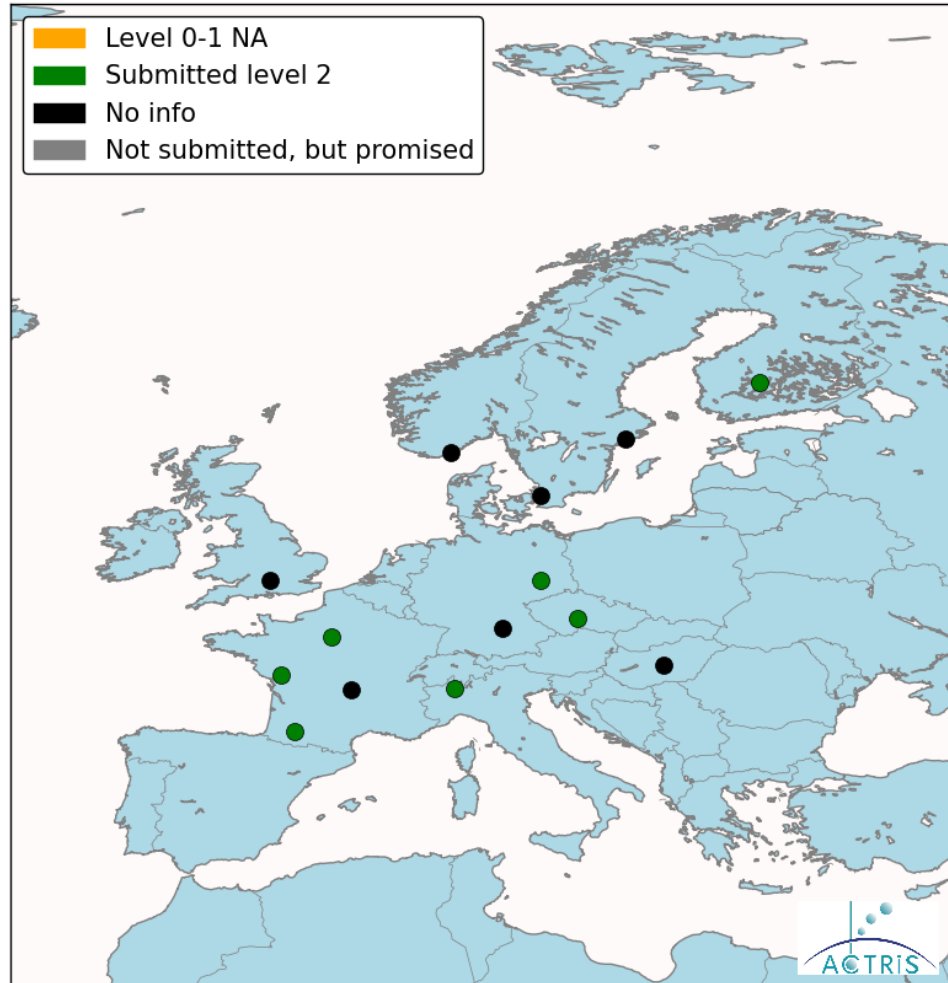 Level 0-1 NA
Submitted level 2
No info
Not submitted, but promised
ACTRiS